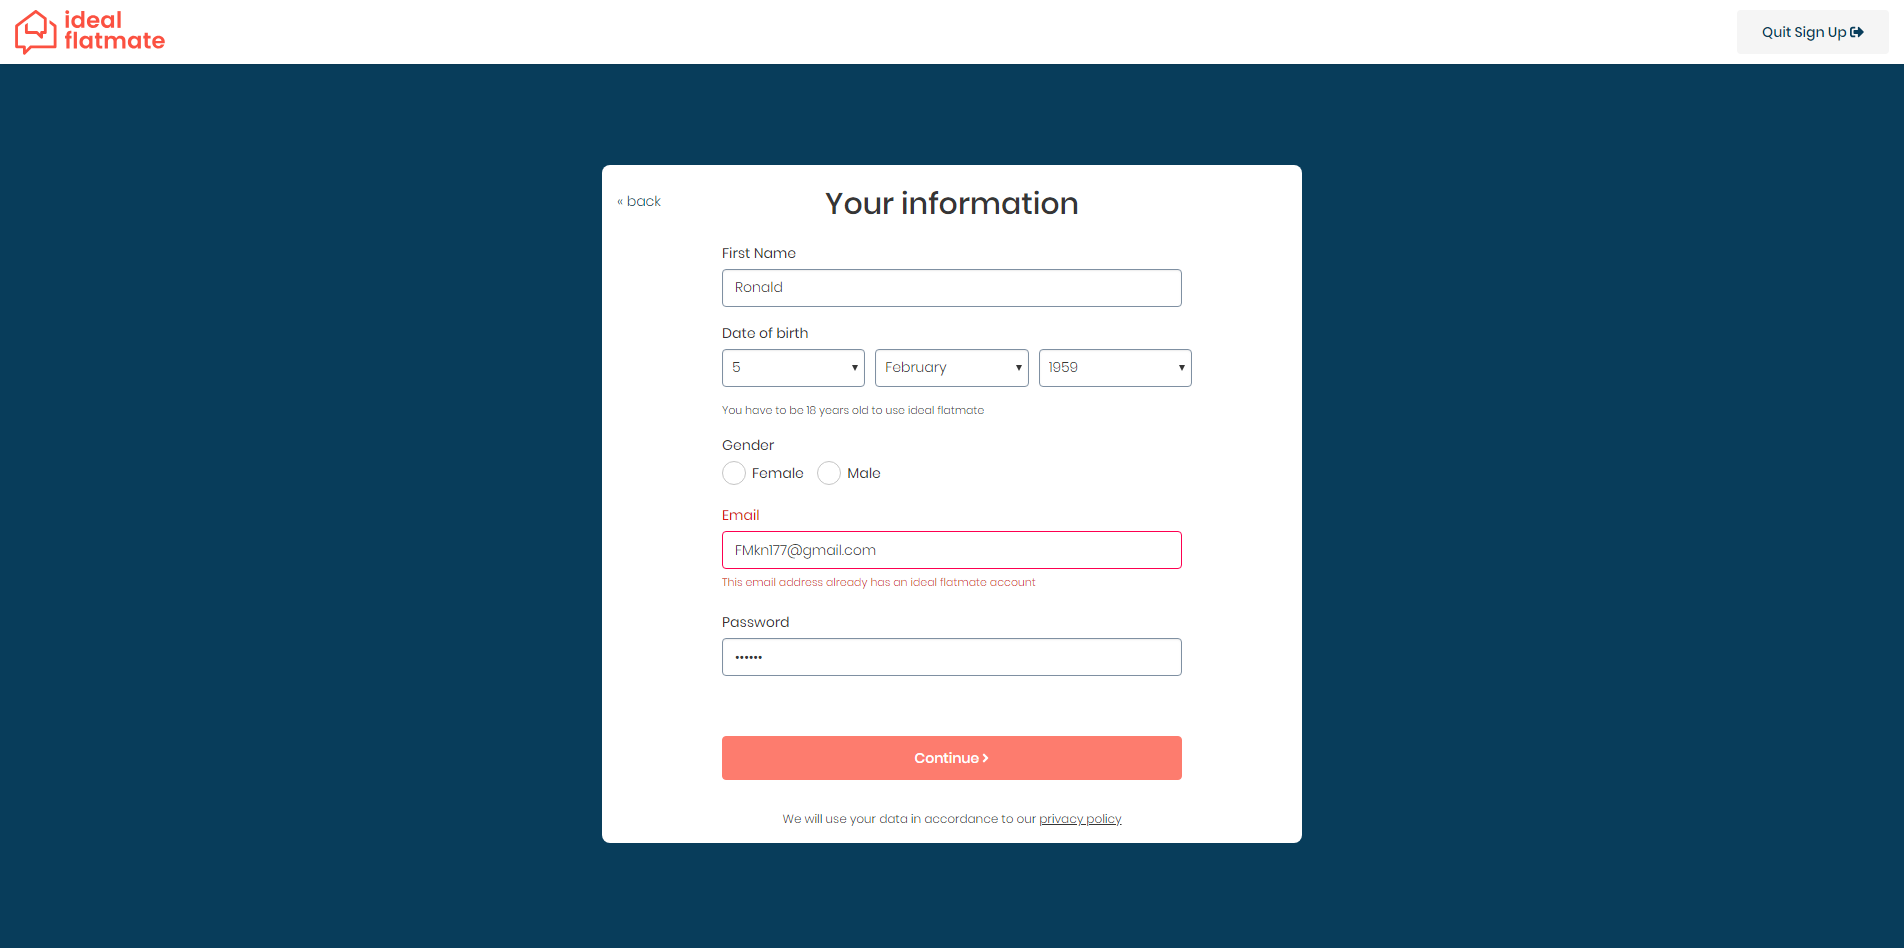 ideal
flatmate
Quit Sign Up
« back
Your information
First Name
Ronald
Date of birth
5 February 1959
You have to be 18 years old to use ideal flatmate
Gender
Female Male
Email
FMkn177@gmail.com
This email address already has an ideal flatmate account
Password
••••••
Continue
We will use your data in accordance to our privacy policy